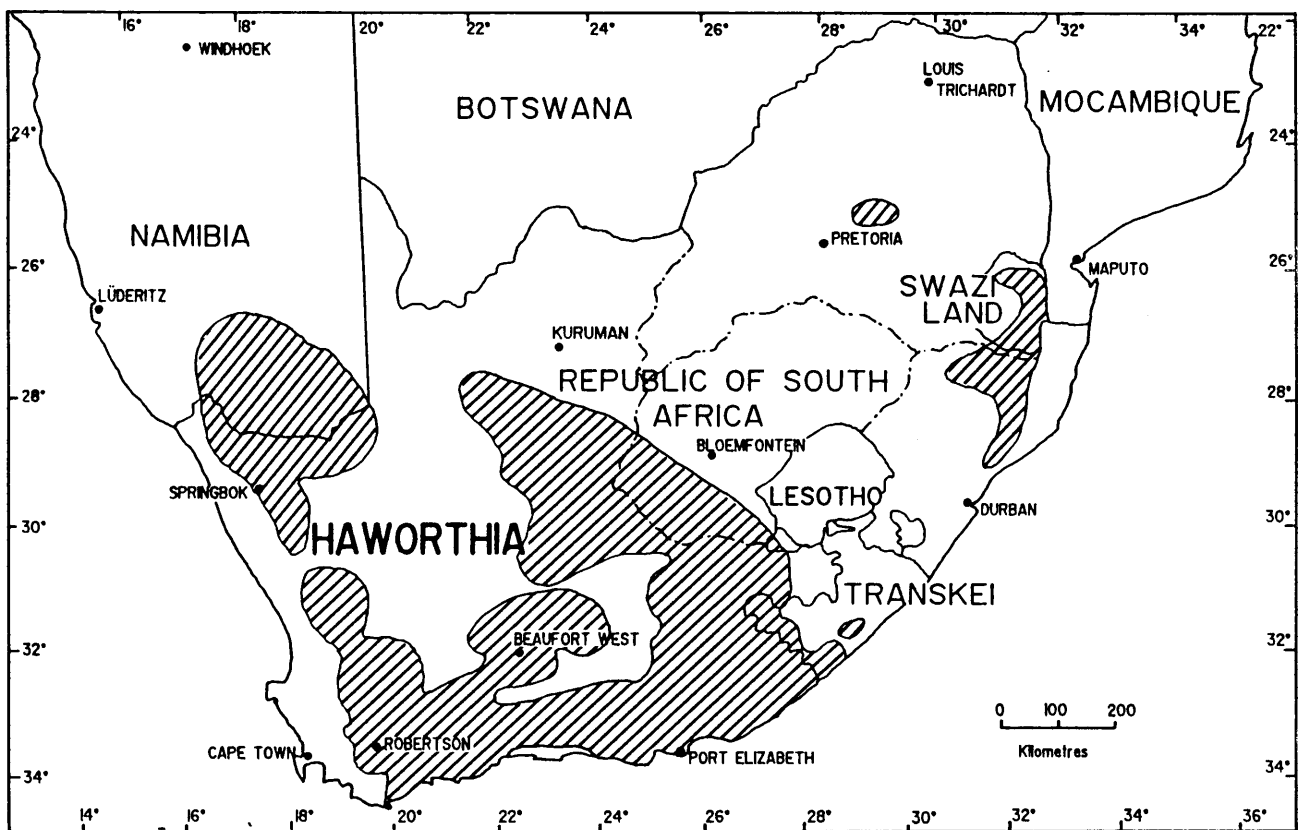 16° 18° 20° 22° 24° 26° 28° 30° 32° 34° 22°
WINDHOEK
LOUIS
TRICHARDT
BOTSWANA
MOCAMBIQUE
24° 24°
NAMIBIA
PRETORIA
26° 26°
MAPUTO
SWAZI
LAND
LÜDERITZ
KURUMAN
REPUBLIC OF SOUTH
AFRICA
28° 28°
BLOEMFONTEIN
SPRINGBOK
LESOTHO
DURBAN
30° 30°
HAWORTHIA
TRANSKEI
BEAUFORT WEST
32° 32°
0 100 200
Kilometres
ROBERTSON
CAPE TOWN
PORT ELIZABETH
34° 34°
14° 16° 18° 20° 22° 24° 26° 28° 30° 32° 34° 36°